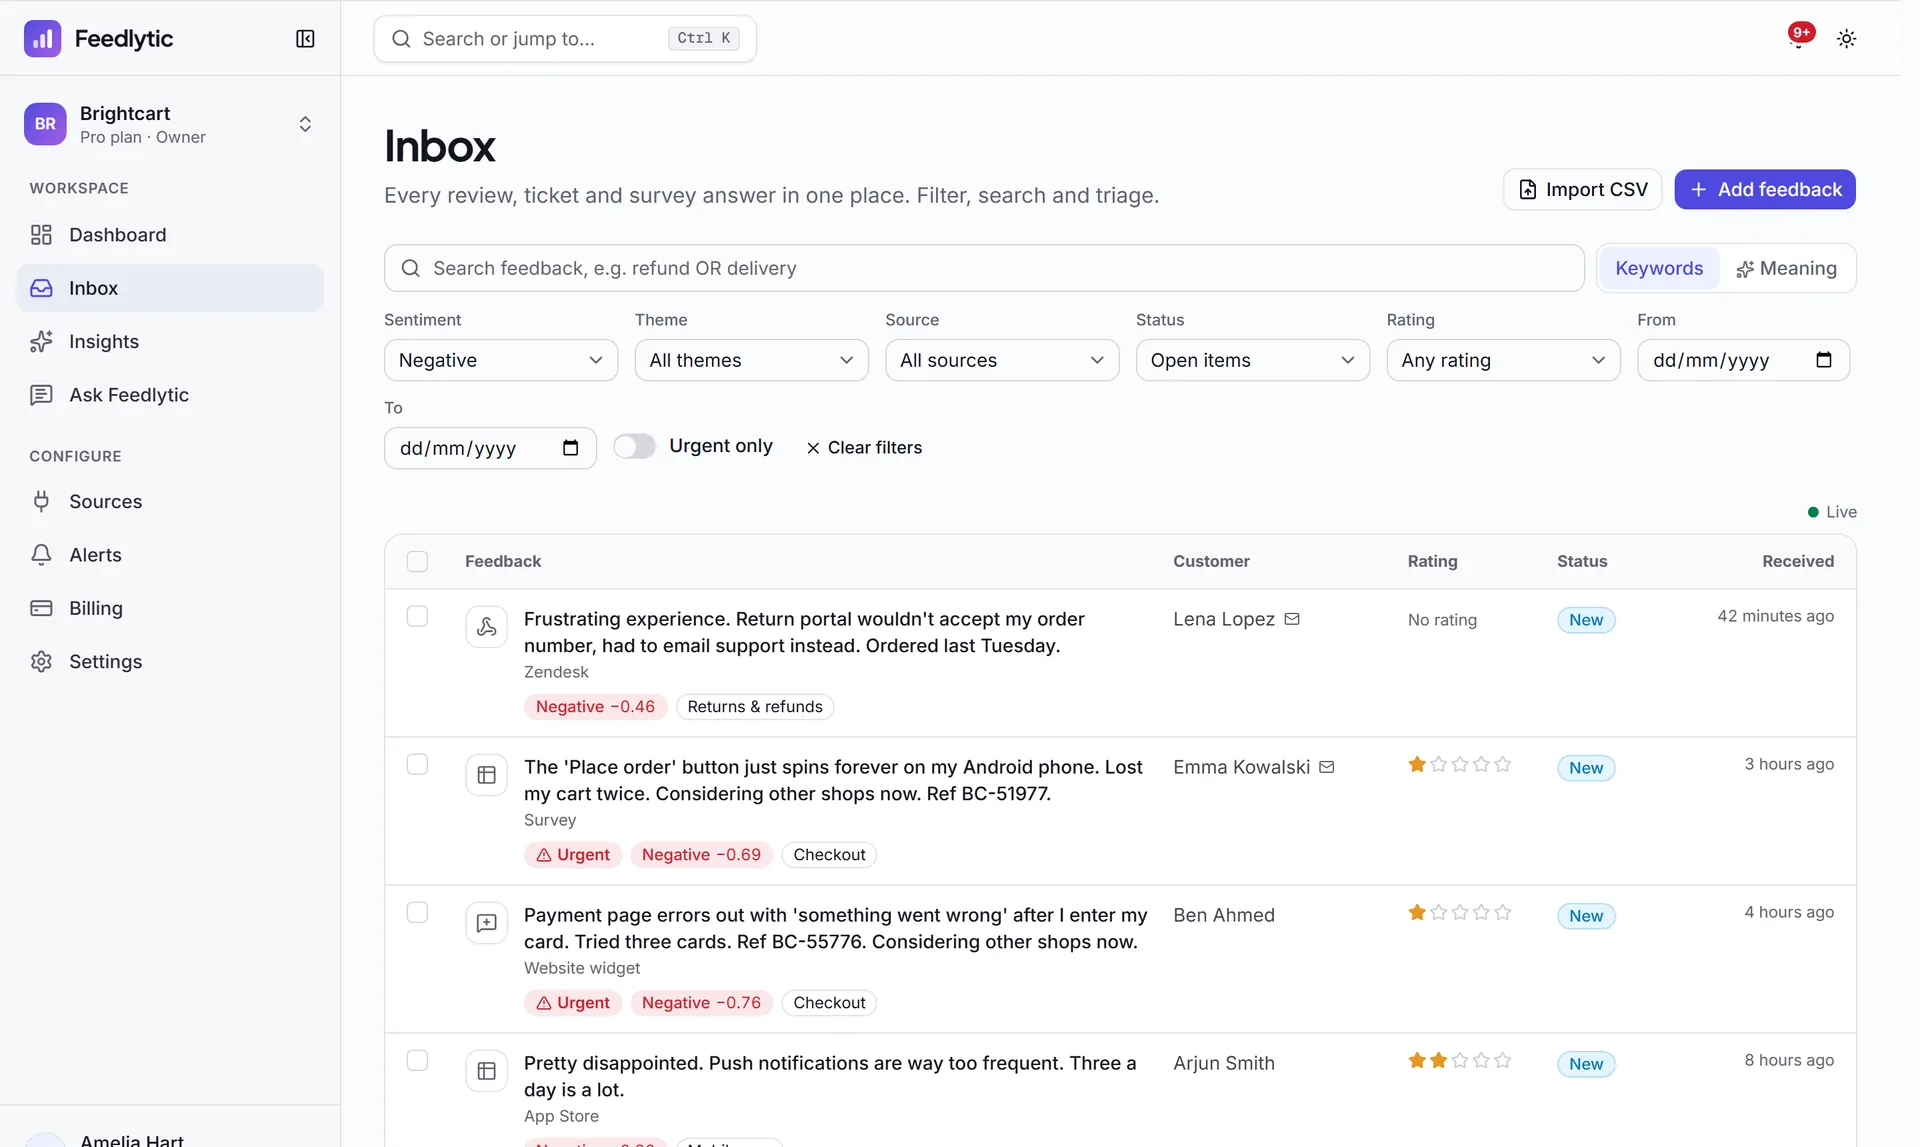 Feedlytic
Search or jump to...
Ctrl K
9+
BR
Brightcart
Pro plan · Owner
WORKSPACE
Dashboard
Inbox
Insights
Ask Feedlytic
CONFIGURE
Sources
Alerts
Billing
Settings
Amelia Hart
Inbox
Every review, ticket and survey answer in one place. Filter, search and triage.
Import CSV
Add feedback
Search feedback, e.g. refund OR delivery
Keywords
Meaning
Sentiment
Theme
Source
Status
Rating
From
Negative
All themes
All sources
Open items
Any rating
dd/mm/yyyy
To
dd/mm/yyyy
Urgent only
Clear filters
Live
Feedback
Customer
Rating
Status
Received
Frustrating experience. Return portal wouldn't accept my order
number, had to email support instead. Ordered last Tuesday.
Zendesk
Negative −0.46
Returns & refunds
Lena Lopez
No rating
New
42 minutes ago
The 'Place order' button just spins forever on my Android phone. Lost
my cart twice. Considering other shops now. Ref BC-51977.
Survey
Urgent
Negative −0.69
Checkout
Emma Kowalski
New
3 hours ago
Payment page errors out with 'something went wrong' after I enter my
card. Tried three cards. Ref BC-55776. Considering other shops now.
Website widget
Urgent
Negative −0.76
Checkout
Ben Ahmed
New
4 hours ago
Pretty disappointed. Push notifications are way too frequent. Three a
day is a lot.
App Store
Arjun Smith
New
8 hours ago